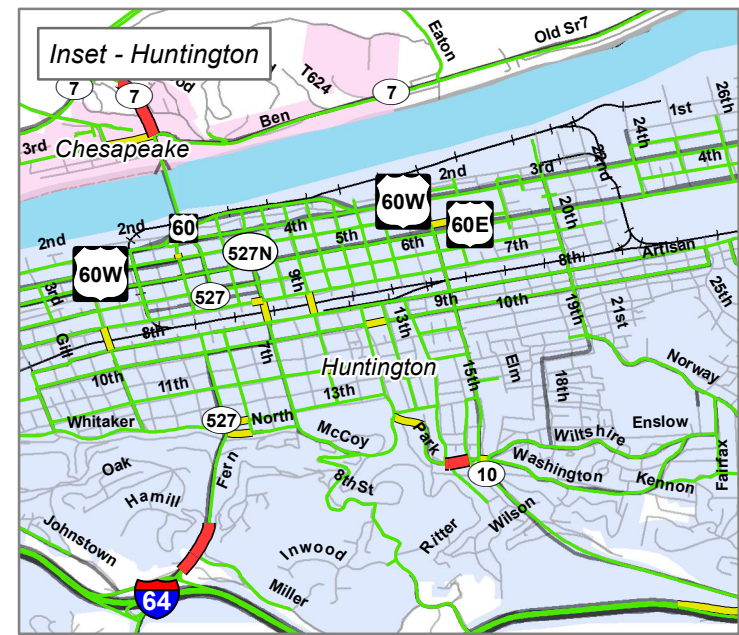 Inset - Huntington
Eaton
Old Sr7
T624
7
7
7
Ben
3rd
Chesapeake
26th
1st
24th
22nd
4th
3rd
2nd
60W
20th
60E
60
2nd
2nd
4th
5th
6th
7th
527N
8th
Artisan
60W
3rd
527
9th
9th
10th
19th
21st
25th
Gill
8th
13th
7th
Huntington
15th
Elm
18th
Norway
10th
11th
13th
Whitaker
527
North
McCoy
Park
Wiltshire
Enslow
Fairfax
Oak
Fern
8thSt
10
Washington
Kennon
Hamill
Johnstown
Inwood
Ritter
Wilson
64
Miller